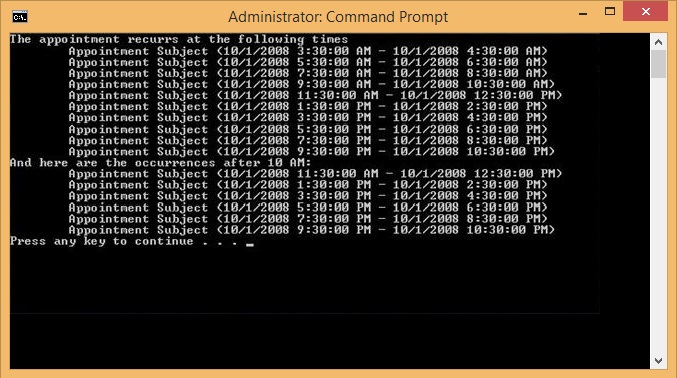 Administrator: Command Prompt
The appointment recurrs at the following times
Appointment Subject (10/1/2008 3:30:00 AM - 10/1/2008 4:30:00 AM)
Appointment Subject (10/1/2008 5:30:00 AM - 10/1/2008 6:30:00 AM)
Appointment Subject (10/1/2008 7:30:00 AM - 10/1/2008 8:30:00 AM)
Appointment Subject (10/1/2008 9:30:00 AM - 10/1/2008 10:30:00 AM)
Appointment Subject (10/1/2008 11:30:00 AM - 10/1/2008 12:30:00 PM)
Appointment Subject (10/1/2008 1:30:00 PM - 10/1/2008 2:30:00 PM)
Appointment Subject (10/1/2008 3:30:00 PM - 10/1/2008 4:30:00 PM)
Appointment Subject (10/1/2008 5:30:00 PM - 10/1/2008 6:30:00 PM)
Appointment Subject (10/1/2008 7:30:00 PM - 10/1/2008 8:30:00 PM)
Appointment Subject (10/1/2008 9:30:00 PM - 10/1/2008 10:30:00 PM)
And here are the occurrences after 10 AM:
Appointment Subject (10/1/2008 11:30:00 AM - 10/1/2008 12:30:00 PM)
Appointment Subject (10/1/2008 1:30:00 PM - 10/1/2008 2:30:00 PM)
Appointment Subject (10/1/2008 3:30:00 PM - 10/1/2008 4:30:00 PM)
Appointment Subject (10/1/2008 5:30:00 PM - 10/1/2008 6:30:00 PM)
Appointment Subject (10/1/2008 7:30:00 PM - 10/1/2008 8:30:00 PM)
Appointment Subject (10/1/2008 9:30:00 PM - 10/1/2008 10:30:00 PM)
Press any key to continue . . . _